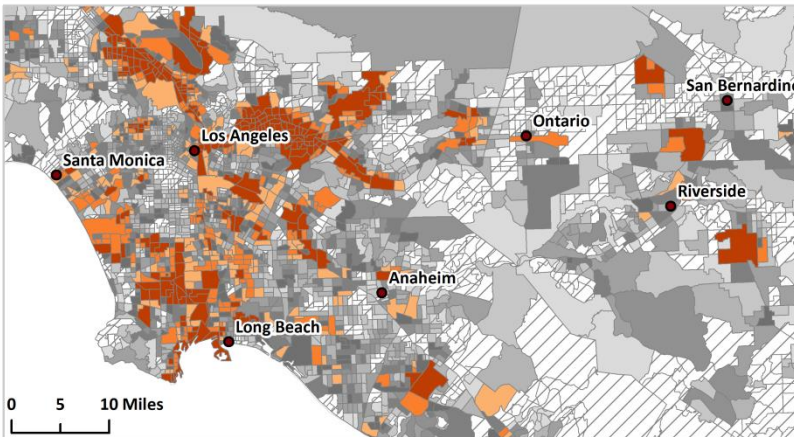 San Bernardino
Ontario
Los Angeles
Santa Monica
Riverside
Anaheim
Long Beach
0 5 10 Miles